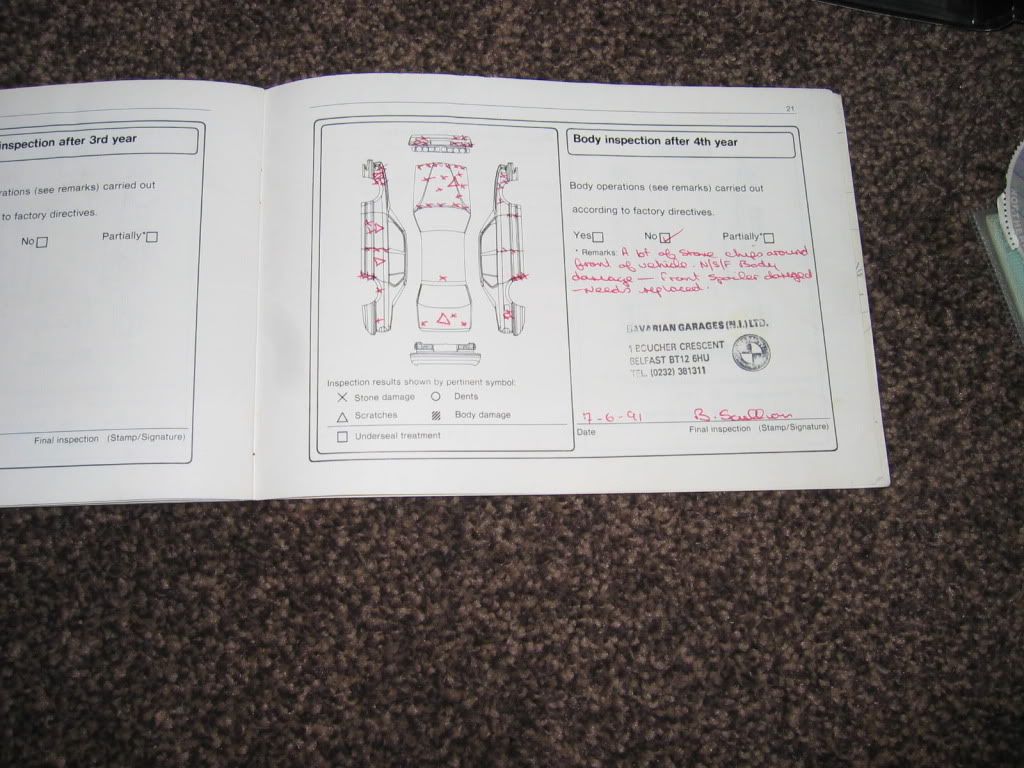 inspection after 3rd year
rations (see remarks) carried out
to factory directives.
No
Partially*
Final inspection (Stamp/Signature)
21
Inspection results shown by pertinent symbol:
Stone damage
Dents
Scratches
Body damage
Underseal treatment
Body inspection after 4th year
Body operations (see remarks) carried out
according to factory directives.
Yes No Partially*
* Remarks: A lot of stone chips around
front of vehicle. N/S/F Body
damage — Front Spoiler damaged
— Needs replaced.
BAVARIAN GARAGES (N.I.) LTD.
1 BOUCHER CRESCENT
BELFAST BT12 6HU
TEL. (0232) 381311
7-6-91 B. Scullion
Date Final inspection (Stamp/Signature)